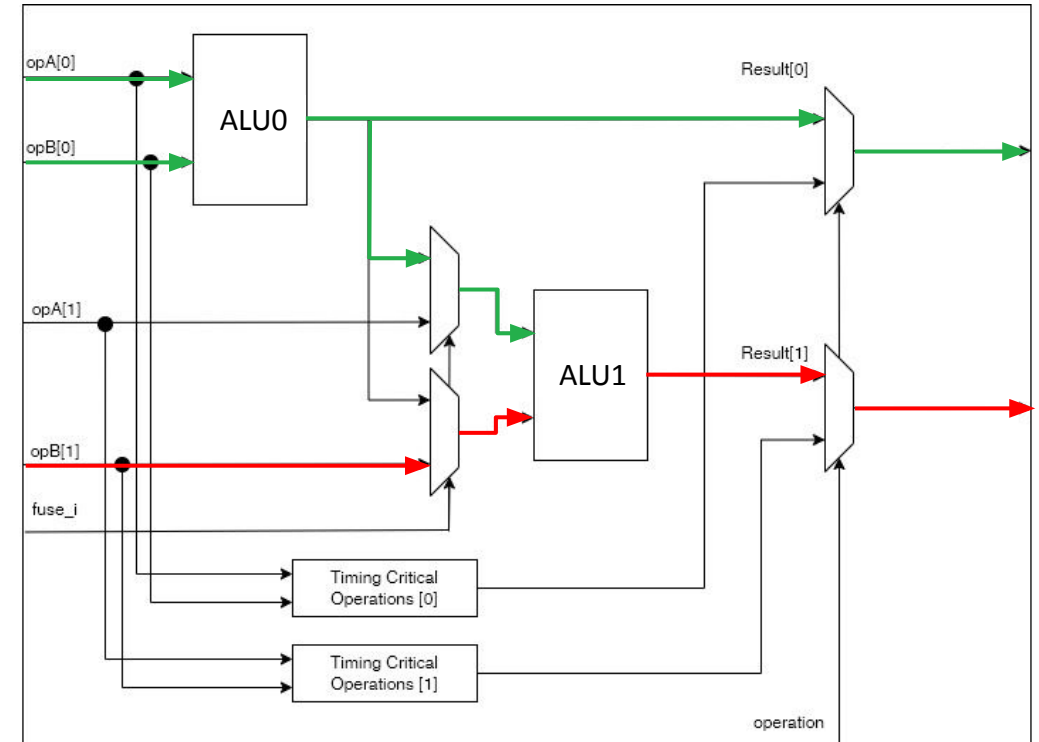 opA[0]
Result[0]
ALU0
opB[0]
opA[1]
Result[1]
ALU1
opB[1]
fuse_i
Timing Critical
Operations [0]
Timing Critical
Operations [1]
operation